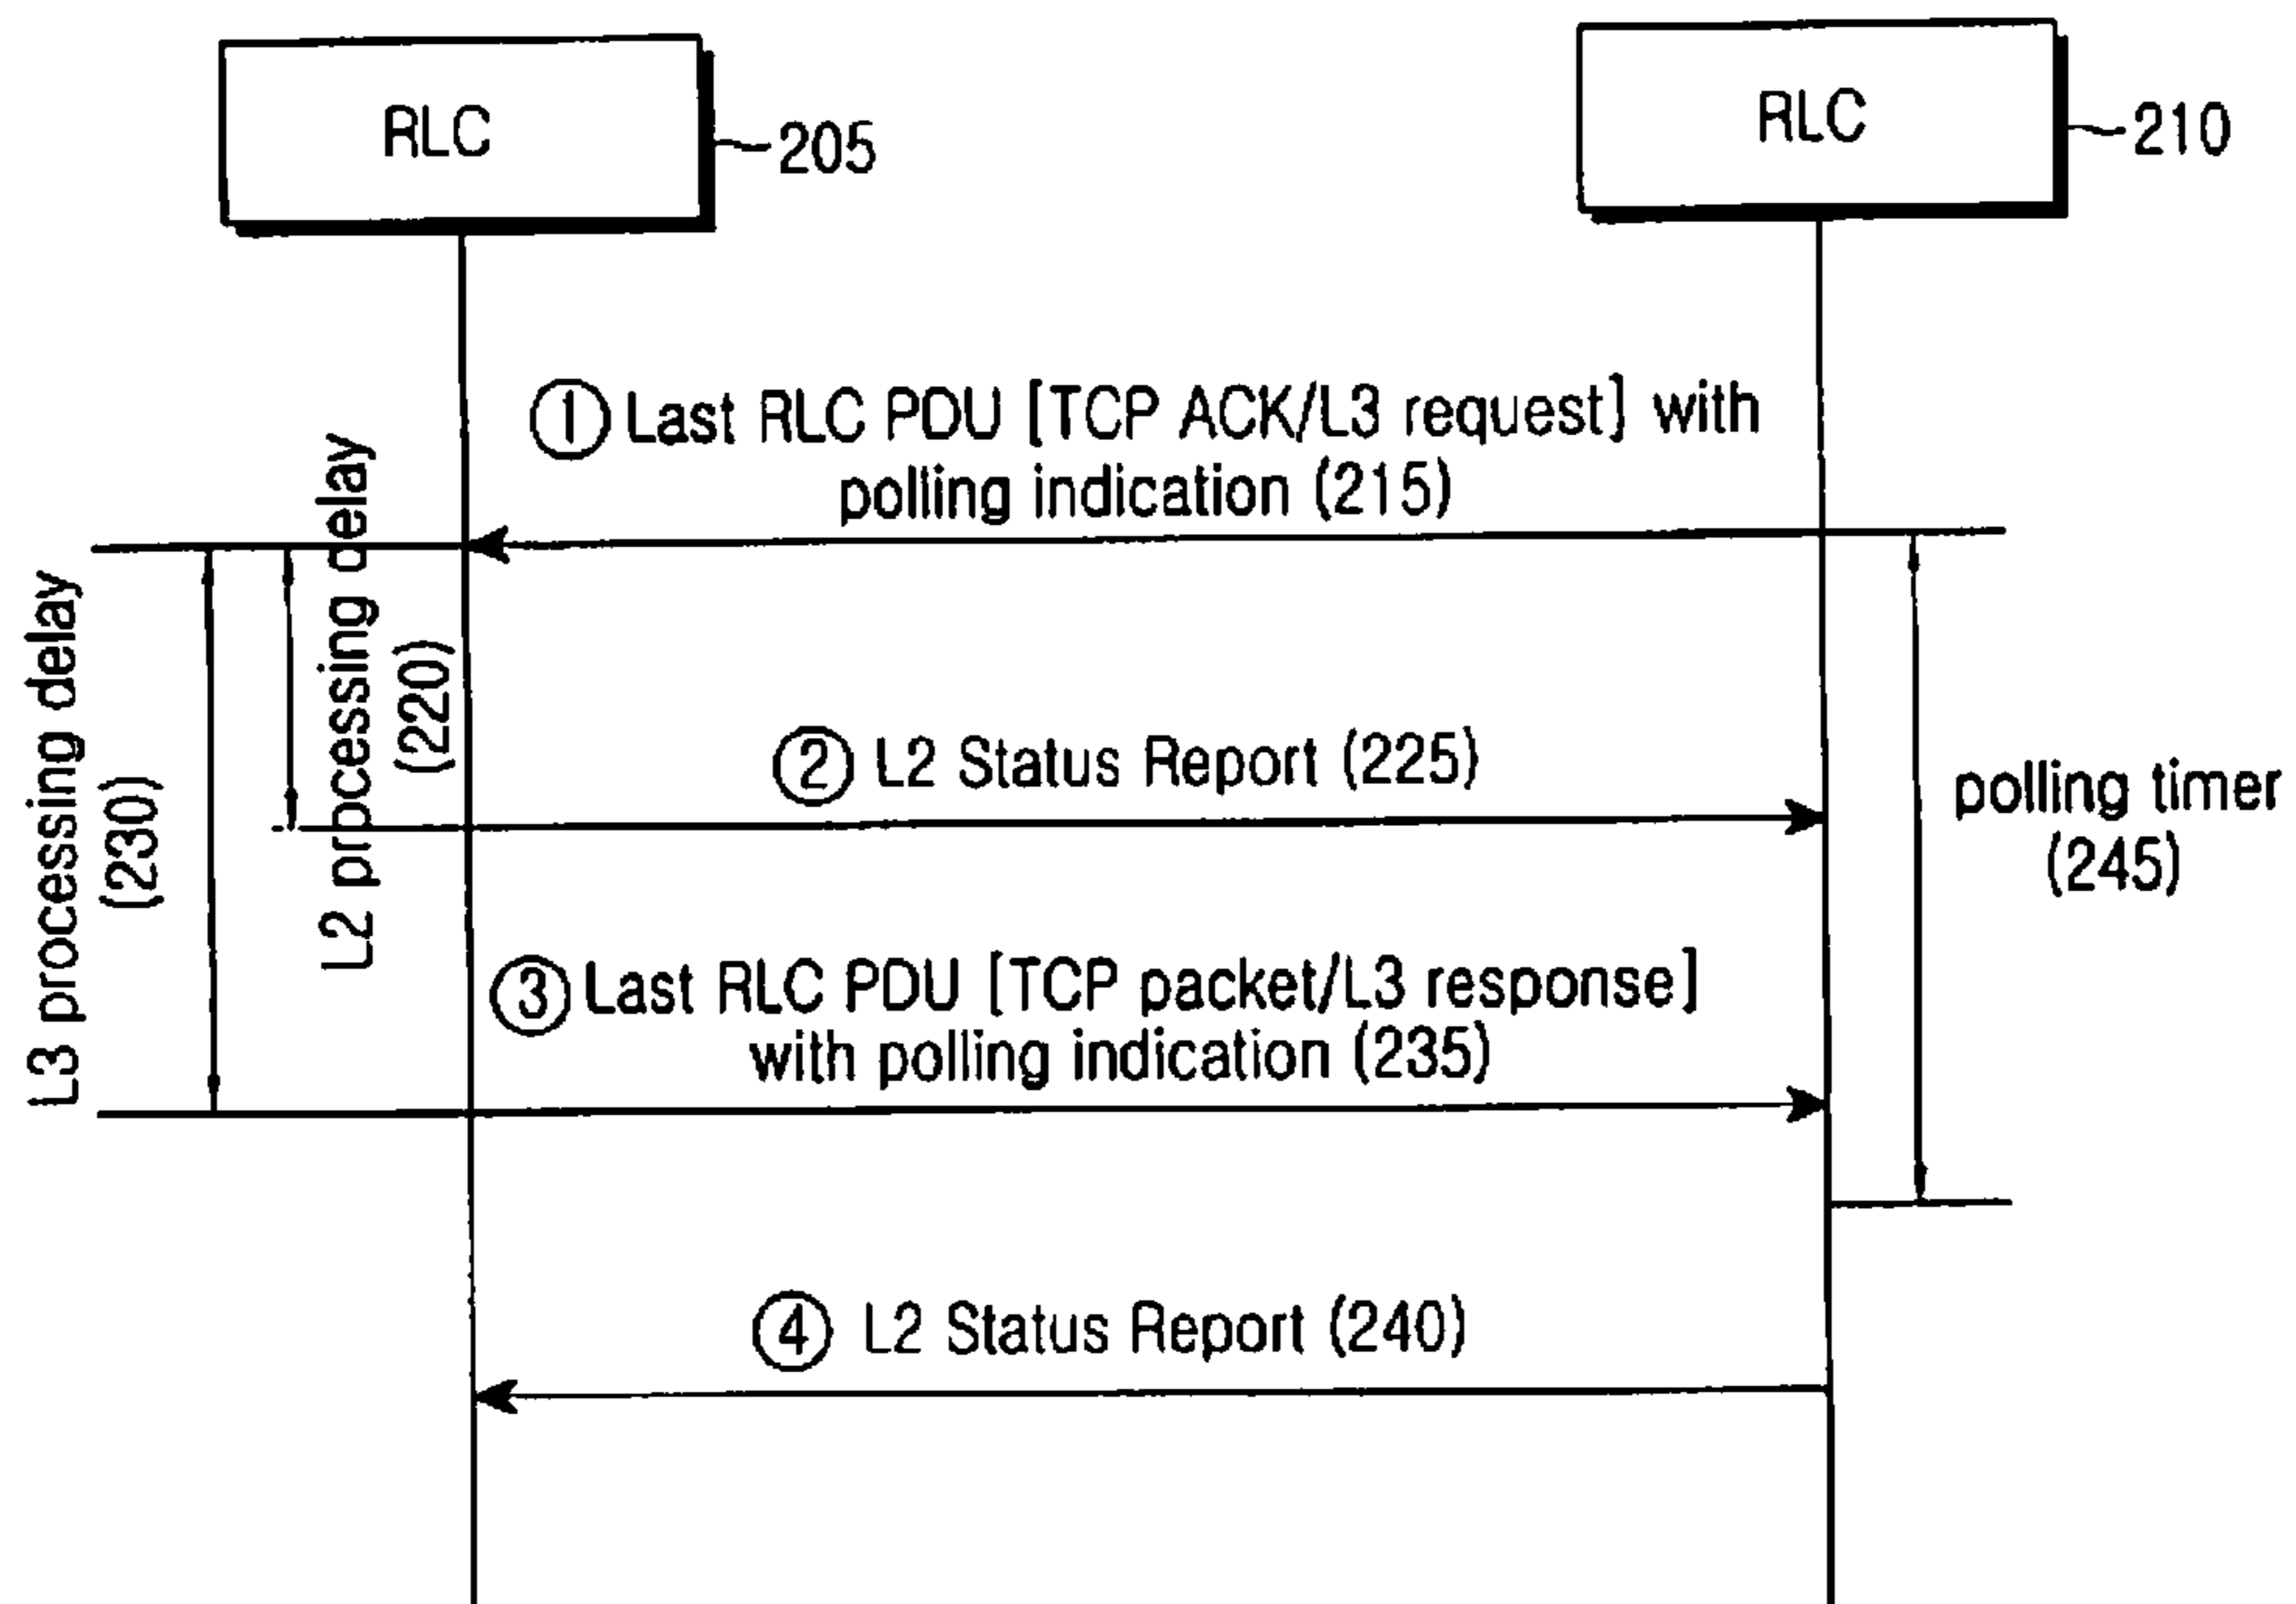 RLC
205
RLC
210
① Last RLC PDU [TCP ACK/L3 request] with
polling indication (215)
L3 processing delay
(230)
L2 processing delay
(220)
② L2 Status Report (225)
polling timer
(245)
③ Last RLC PDU [TCP packet/L3 response]
with polling indication (235)
④ L2 Status Report (240)